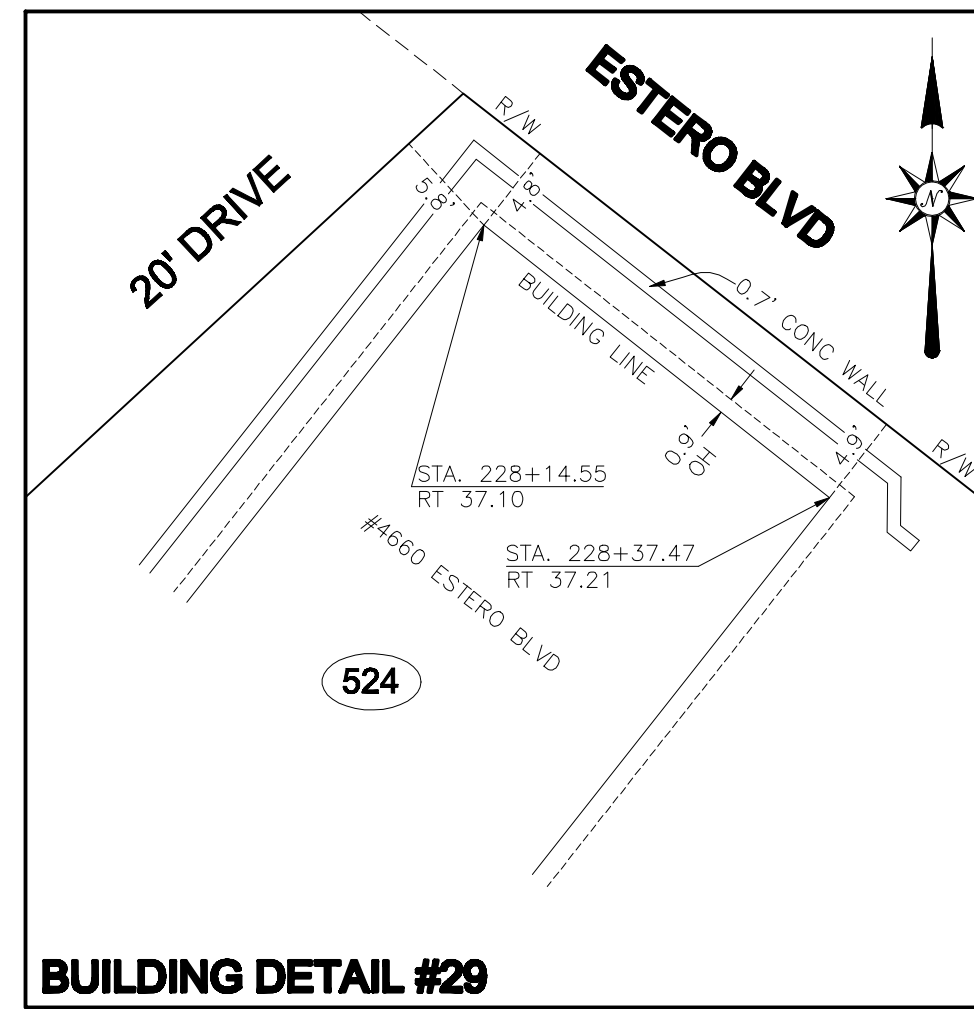 ESTERO BLVD
R/W
20' DRIVE
N
5.8'
4.8'
0.7' CONC WALL
BUILDING LINE
0.9'
OH
4.9'
R/W
STA. 228+14.55
RT 37.10
STA. 228+37.47
RT 37.21
#4660 ESTERO BLVD
524
BUILDING DETAIL #29